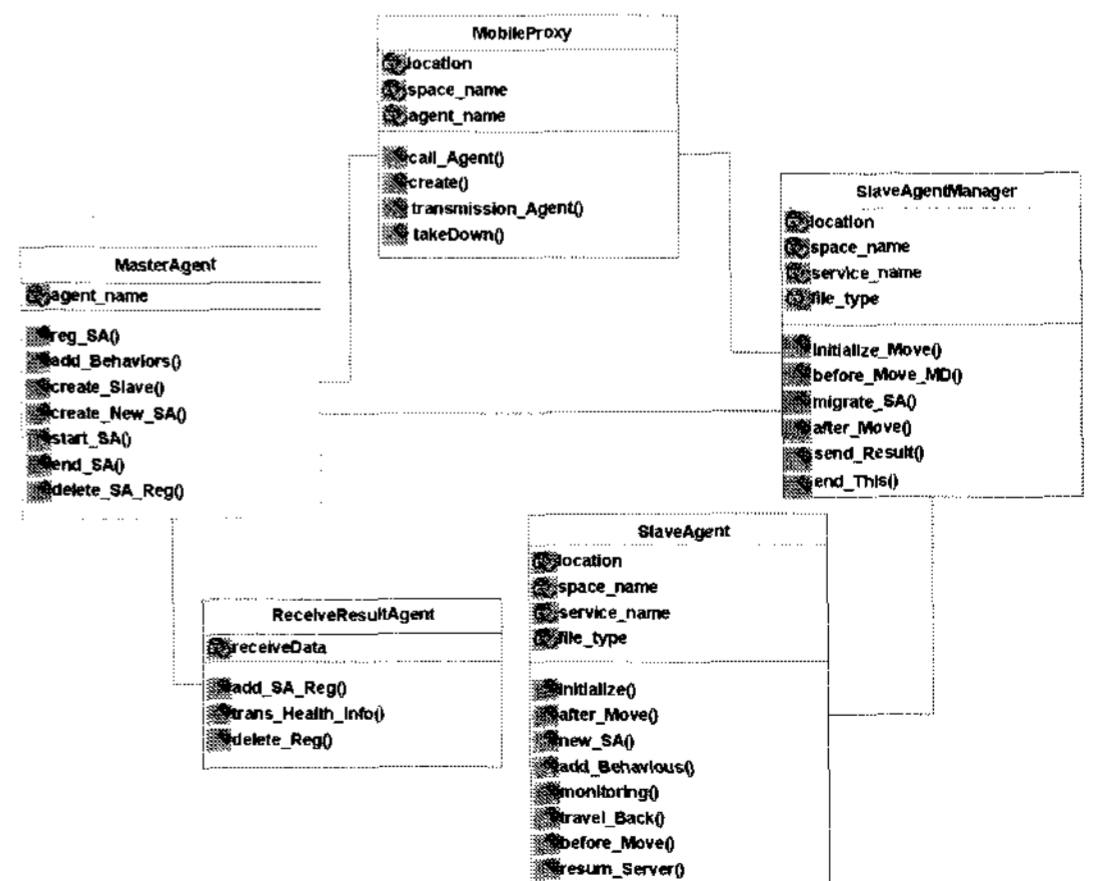 MobileProxy
location
space_name
agent_name
call_Agent()
create()
transmission_Agent()
takeDown()
SlaveAgentManager
location
space_name
service_name
file_type
initialize_Move()
before_Move_MD()
migrate_SA()
after_Move()
send_Result()
end_This()
MasterAgent
agent_name
reg_SA()
add_Behaviors()
create_Slave()
create_New_SA()
start_SA()
end_SA()
delete_SA_Reg()
SlaveAgent
location
space_name
service_name
file_type
initialize()
after_Move()
new_SA()
add_Behavious()
monitoring()
travel_Back()
before_Move()
resum_Server()
ReceiveResultAgent
receiveData
add_SA_Reg()
trans_Health_Info()
delete_Reg()